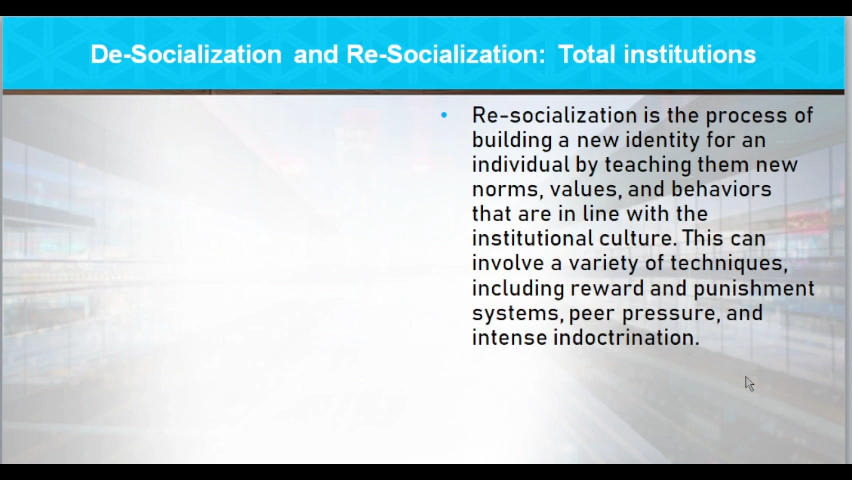 De-Socialization and Re-Socialization: Total institutions
• Re-socialization is the process of
building a new identity for an
individual by teaching them new
norms, values, and behaviors
that are in line with the
institutional culture. This can
involve a variety of techniques,
including reward and punishment
systems, peer pressure, and
intense indoctrination.